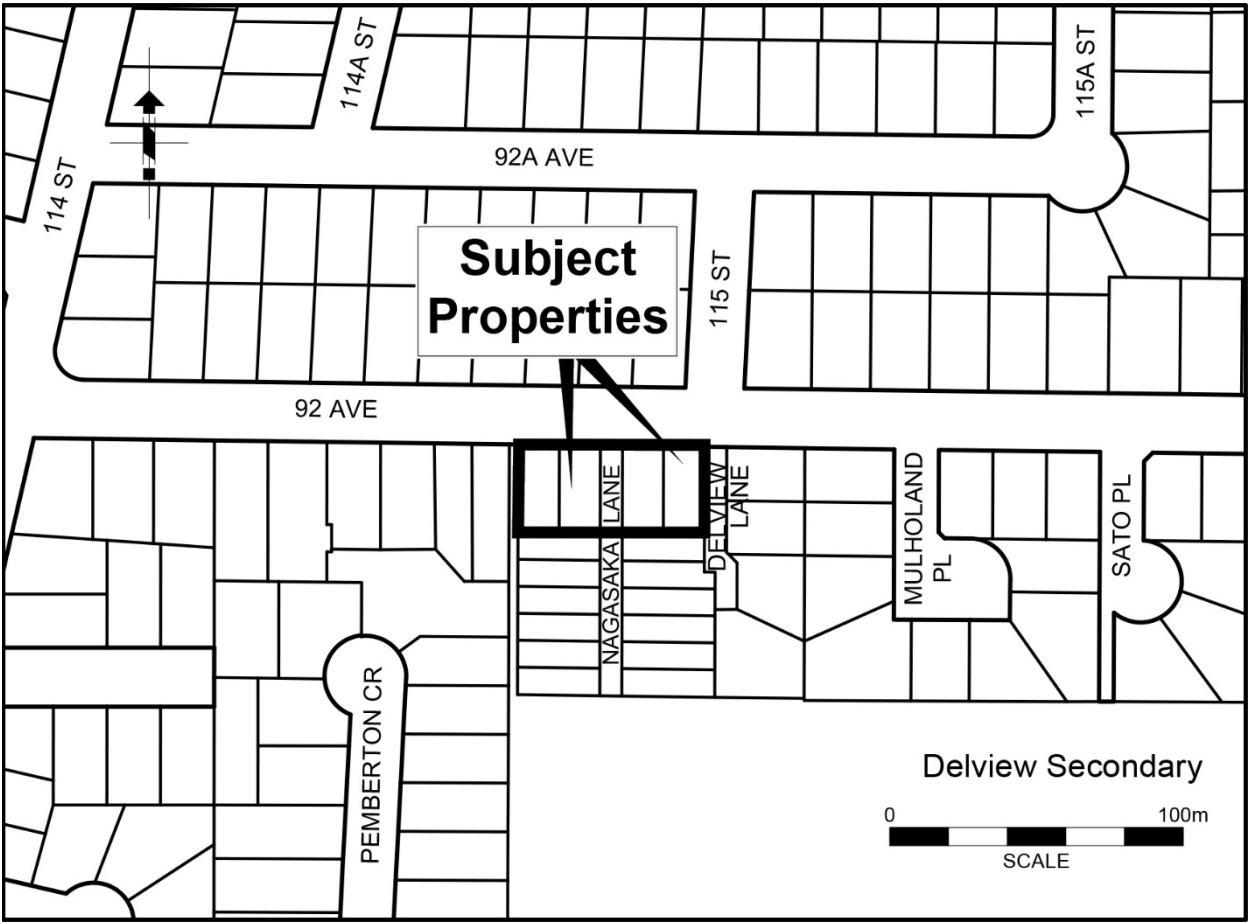 114A ST
115A ST
92A AVE
114 ST
Subject
Properties
115 ST
92 AVE
NAGASAKA LANE
DELVIEW
LANE
MULHOLAND
PL
SATO PL
PEMBERTON CR
Delview Secondary
0 100m
SCALE